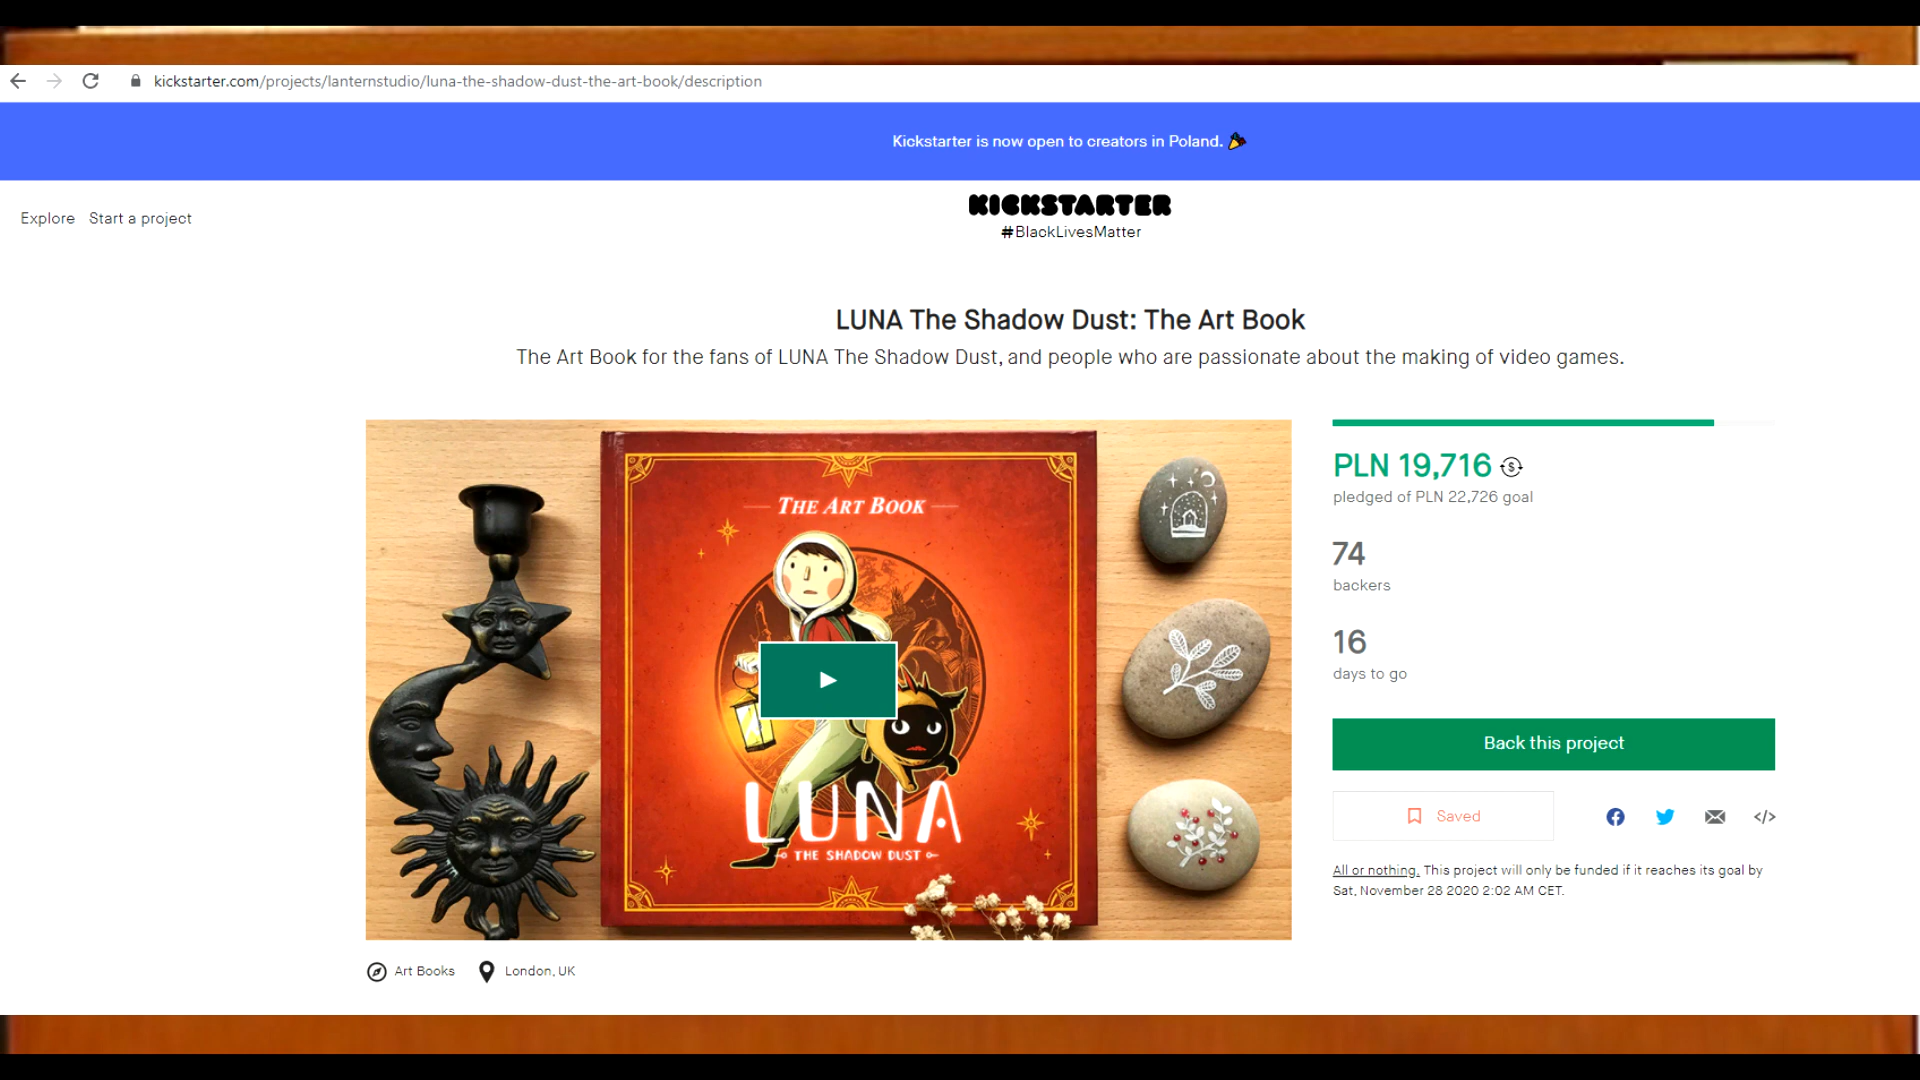 kickstarter.com/projects/lanternstudio/luna-the-shadow-dust-the-art-book/description
Kickstarter is now open to creators in Poland.
Explore Start a project
KICKSTARTER
#BlackLivesMatter
LUNA The Shadow Dust: The Art Book
The Art Book for the fans of LUNA The Shadow Dust, and people who are passionate about the making of video games.
THE ART BOOK
LUNA
THE SHADOW DUST
PLN 19,716
pledged of PLN 22,726 goal
74
backers
16
days to go
Back this project
Saved
All or nothing. This project will only be funded if it reaches its goal by
Sat, November 28 2020 2:02 AM CET.
Art Books London, UK